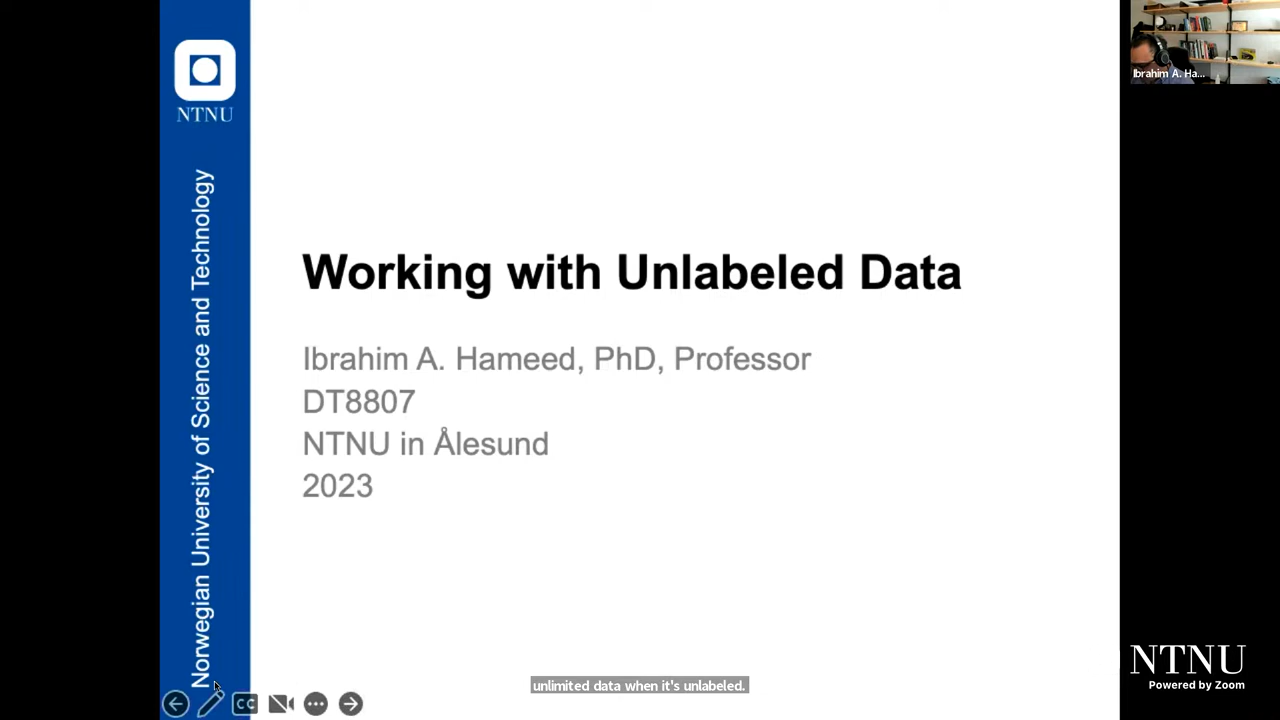 NTNU
Norwegian University of Science and Technology
Working with Unlabeled Data
Ibrahim A. Hameed, PhD, Professor
DT8807
NTNU in Ålesund
2023
unlimited data when it's unlabeled.
CC
Ibrahim A. Ha...
NTNU
Powered by Zoom